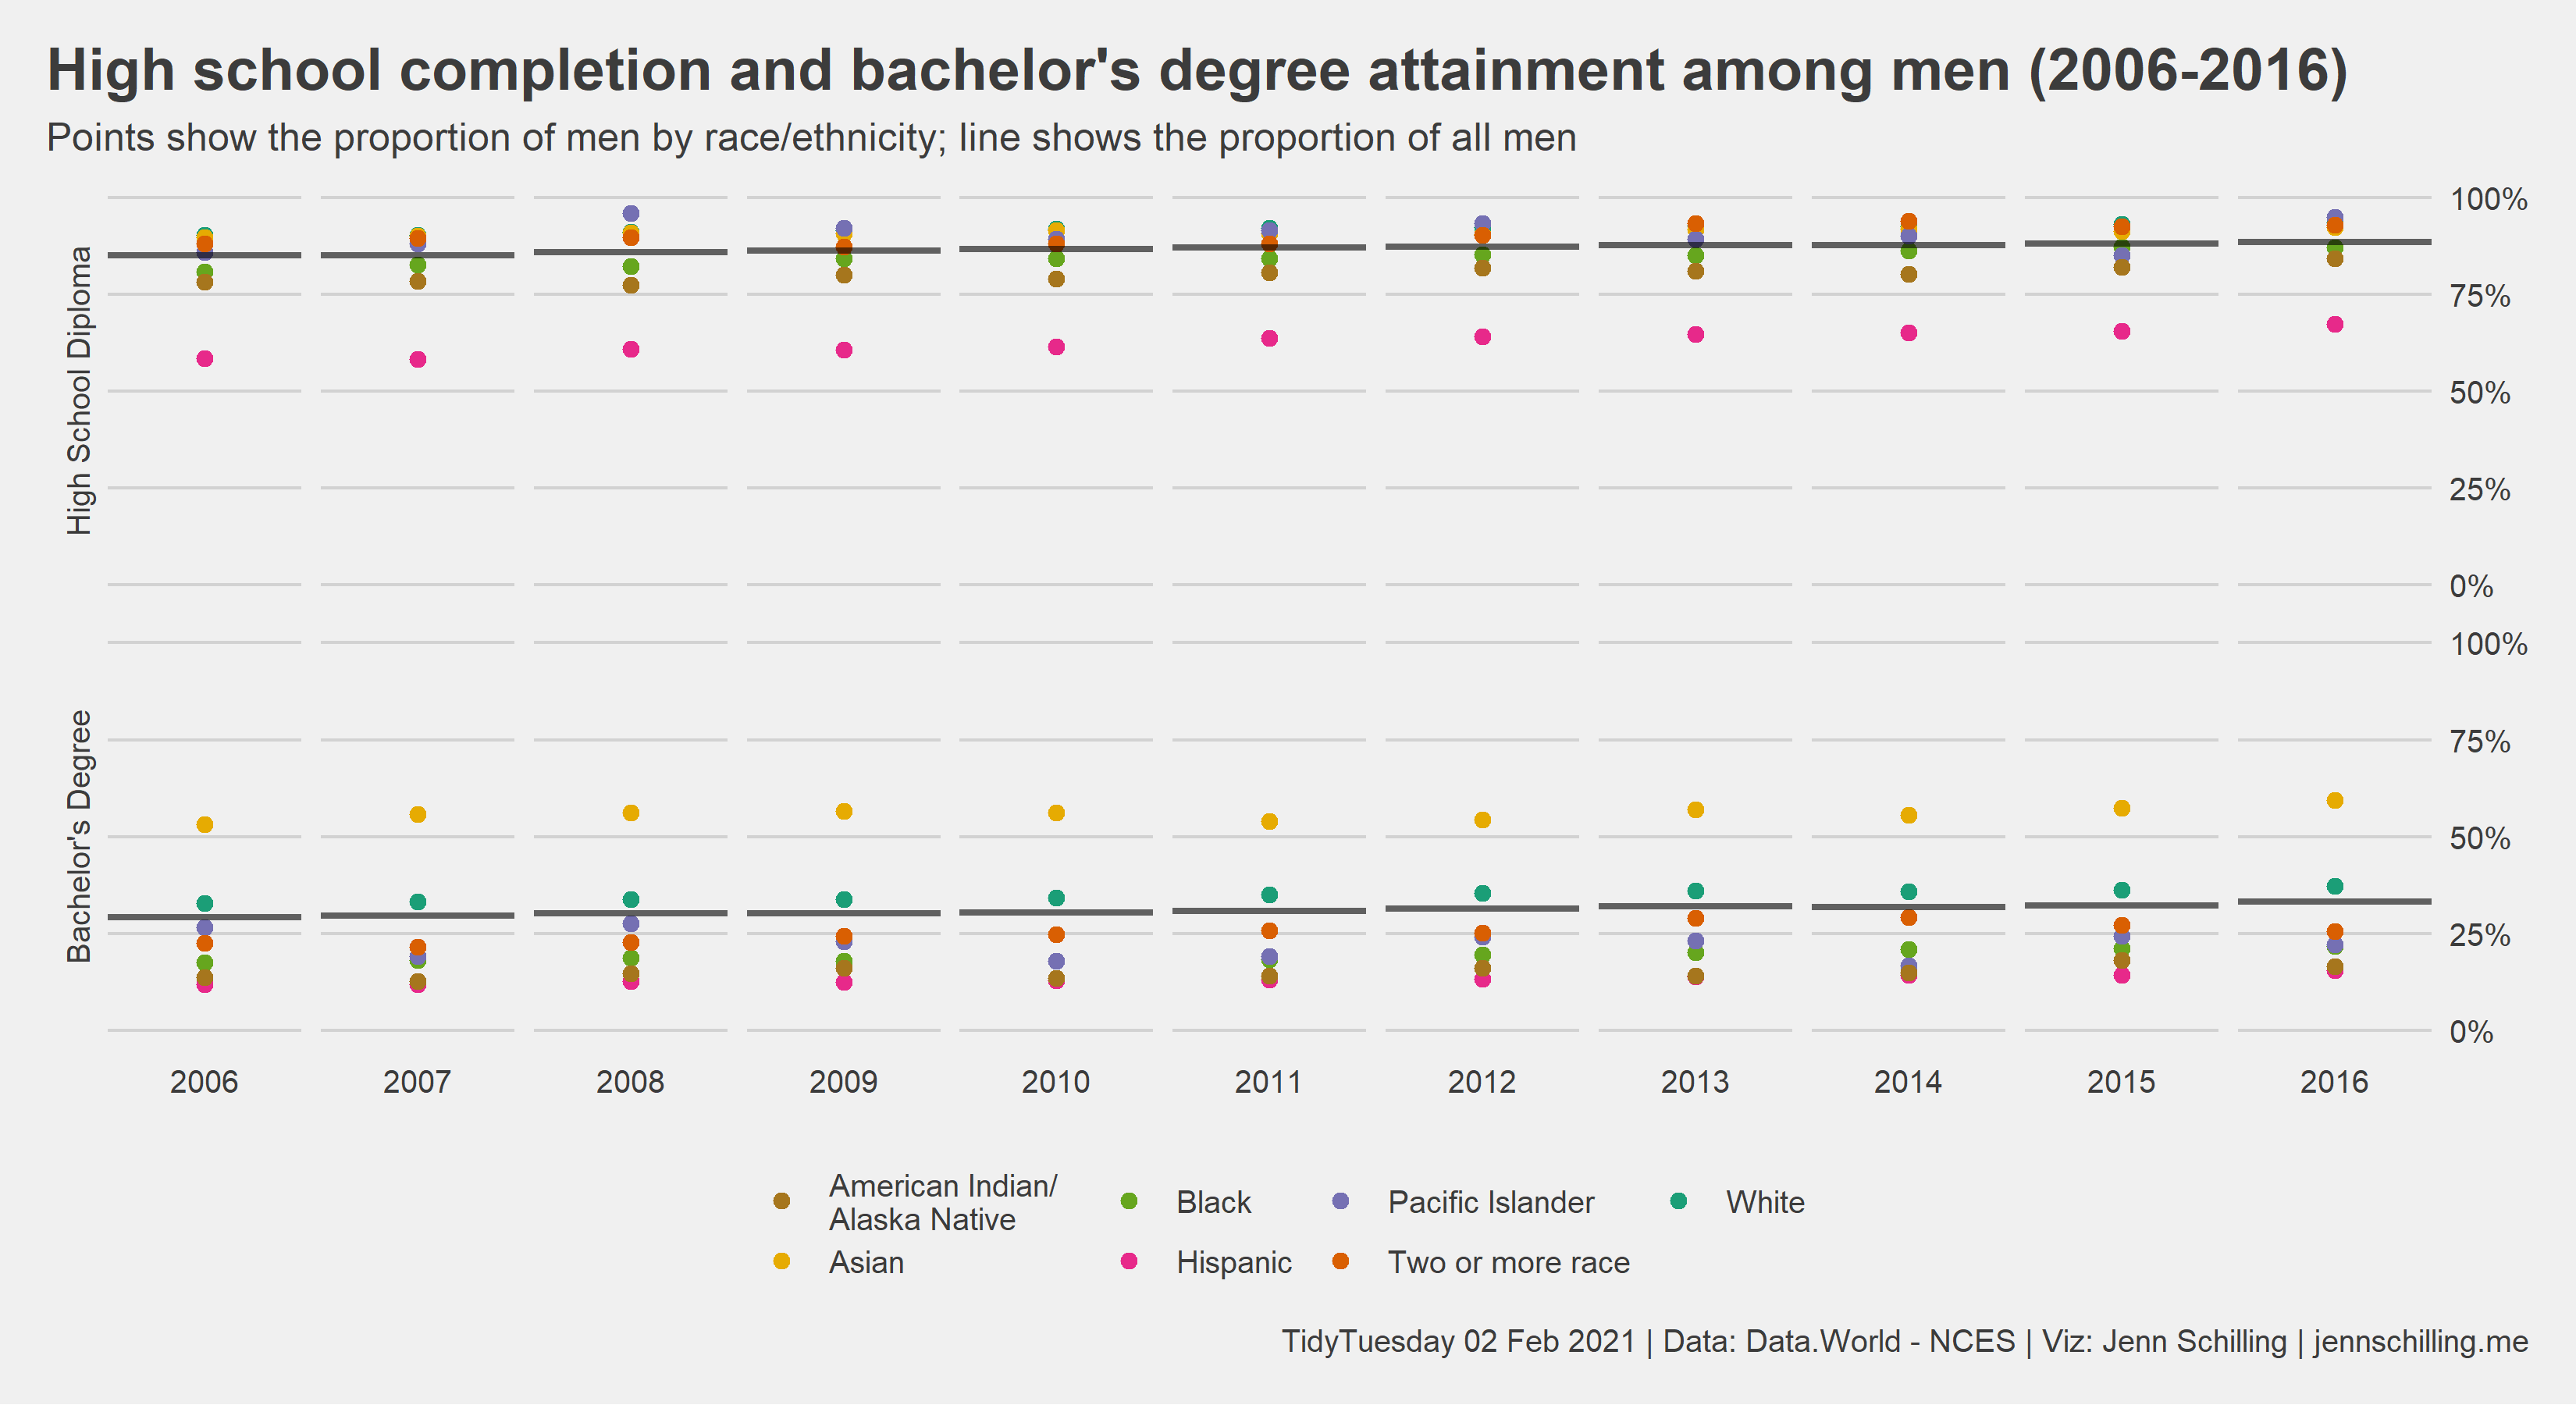 High school completion and bachelor's degree attainment among men (2006-2016)
Points show the proportion of men by race/ethnicity; line shows the proportion of all men
High School Diploma
100%
75%
50%
25%
0%
Bachelor's Degree
100%
75%
50%
25%
0%
2006 2007 2008 2009 2010 2011 2012 2013 2014 2015 2016
American Indian/
Alaska Native
Black
Pacific Islander
White
Asian
Hispanic
Two or more race
TidyTuesday 02 Feb 2021 | Data: Data.World - NCES | Viz: Jenn Schilling | jennschilling.me